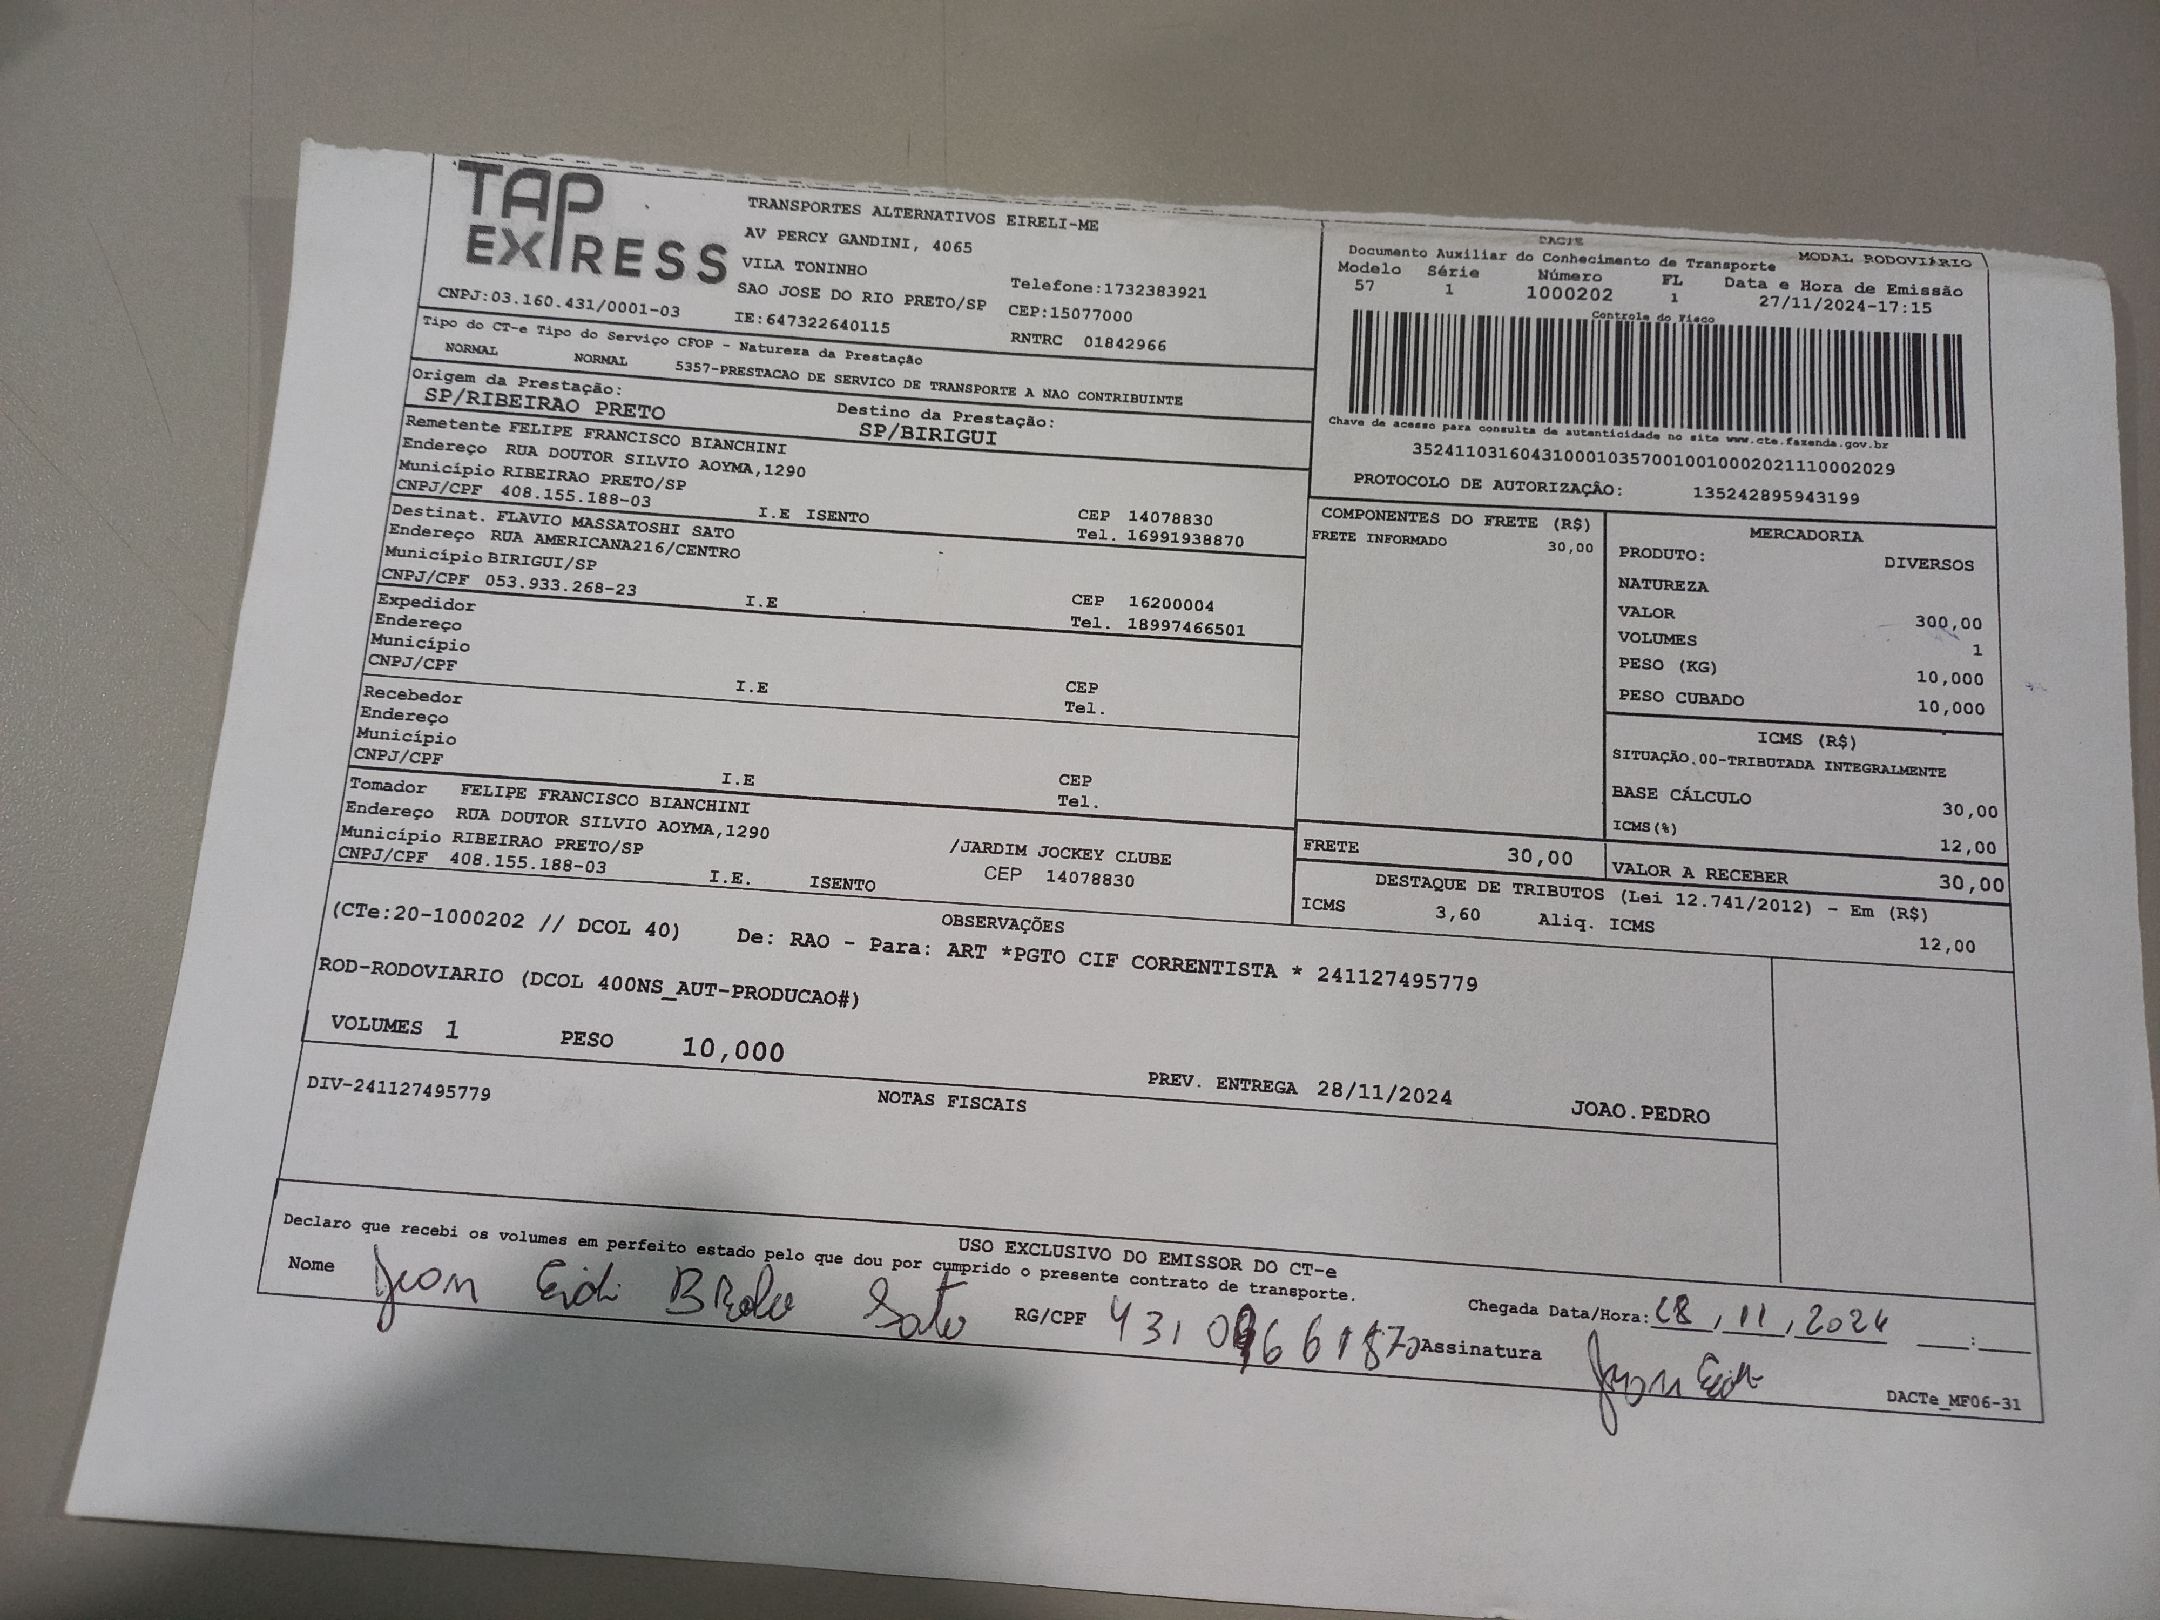 TAP
EXPRESS
TRANSPORTES ALTERNATIVOS EIRELI-ME
AV PERCY GANDINI, 4065
VILA TONINHO
SAO JOSE DO RIO PRETO/SP
Telefone:1732383921
CNPJ:03.160.431/0001-03
IE:647322640115
CEP:15077000
RNTRC 01842966
DACTE
MODAL RODOVIÁRIO
Documento Auxiliar do Conhecimento de Transporte
Modelo Série Número FL Data e Hora de Emissão
57 1 1000202 1 27/11/2024-17:15
Controle do Fisco
Chave de acesso para consulta de autenticidade no site www.cte.fazenda.gov.br
35241103160431000103570010010002021110002029
PROTOCOLO DE AUTORIZAÇÃO: 135242895943199
Tipo do CT-e Tipo do Serviço CFOP - Natureza da Prestação
NORMAL NORMAL 5357-PRESTACAO DE SERVICO DE TRANSPORTE A NAO CONTRIBUINTE
Origem da Prestação: Destino da Prestação:
SP/RIBEIRAO PRETO SP/BIRIGUI
Remetente FELIPE FRANCISCO BIANCHINI
Endereço RUA DOUTOR SILVIO AOYMA,1290
Município RIBEIRAO PRETO/SP CEP 14078830
CNPJ/CPF 408.155.188-03 I.E ISENTO Tel. 16991938870
Destinat. FLAVIO MASSATOSHI SATO
Endereço RUA AMERICANA216/CENTRO
Município BIRIGUI/SP CEP 16200004
CNPJ/CPF 053.933.268-23 I.E Tel. 18997466501
Expedidor
Endereço
Município CEP
CNPJ/CPF I.E Tel.
Recebedor
Endereço
Município CEP
CNPJ/CPF I.E Tel.
Tomador FELIPE FRANCISCO BIANCHINI
Endereço RUA DOUTOR SILVIO AOYMA,1290 /JARDIM JOCKEY CLUBE
Município RIBEIRAO PRETO/SP CEP 14078830
CNPJ/CPF 408.155.188-03 I.E. ISENTO
COMPONENTES DO FRETE (R$)
FRETE INFORMADO 30,00
MERCADORIA
PRODUTO: DIVERSOS
NATUREZA
VALOR 300,00
VOLUMES 1
PESO (KG) 10,000
PESO CUBADO 10,000
ICMS (R$)
SITUAÇÃO.00-TRIBUTADA INTEGRALMENTE
BASE CÁLCULO 30,00
ICMS(%) 12,00
FRETE 30,00 VALOR A RECEBER 30,00
DESTAQUE DE TRIBUTOS (Lei 12.741/2012) - Em (R$)
ICMS 3,60 Aliq. ICMS 12,00
OBSERVAÇÕES
(CTe:20-1000202 // DCOL 40) De: RAO - Para: ART *PGTO CIF CORRENTISTA * 241127495779
ROD-RODOVIARIO (DCOL 400NS_AUT-PRODUCAO#)
VOLUMES 1 PESO 10,000 PREV. ENTREGA 28/11/2024 JOAO.PEDRO
NOTAS FISCAIS
DIV-241127495779
USO EXCLUSIVO DO EMISSOR DO CT-e
Declaro que recebi os volumes em perfeito estado pelo que dou por cumprido o presente contrato de transporte.
Nome Sato RG/CPF Chegada Data/Hora: 28/11/2024 __:__
Assinatura
DACTe_MF06-31